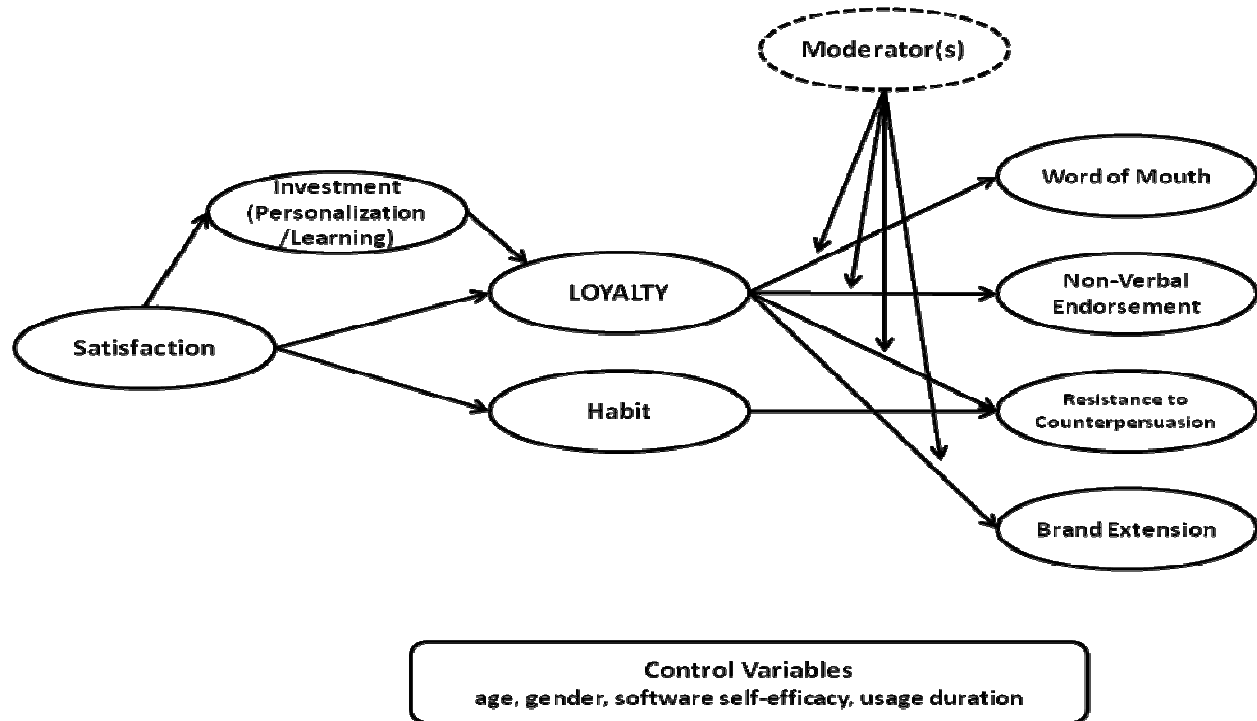 Moderator(s)
Word of Mouth
Investment
(Personalization
/Learning)
LOYALTY
Non-Verbal
Endorsement
Satisfaction
Habit
Resistance to
Counterpersuasion
Brand Extension
Control Variables
age, gender, software self-efficacy, usage duration